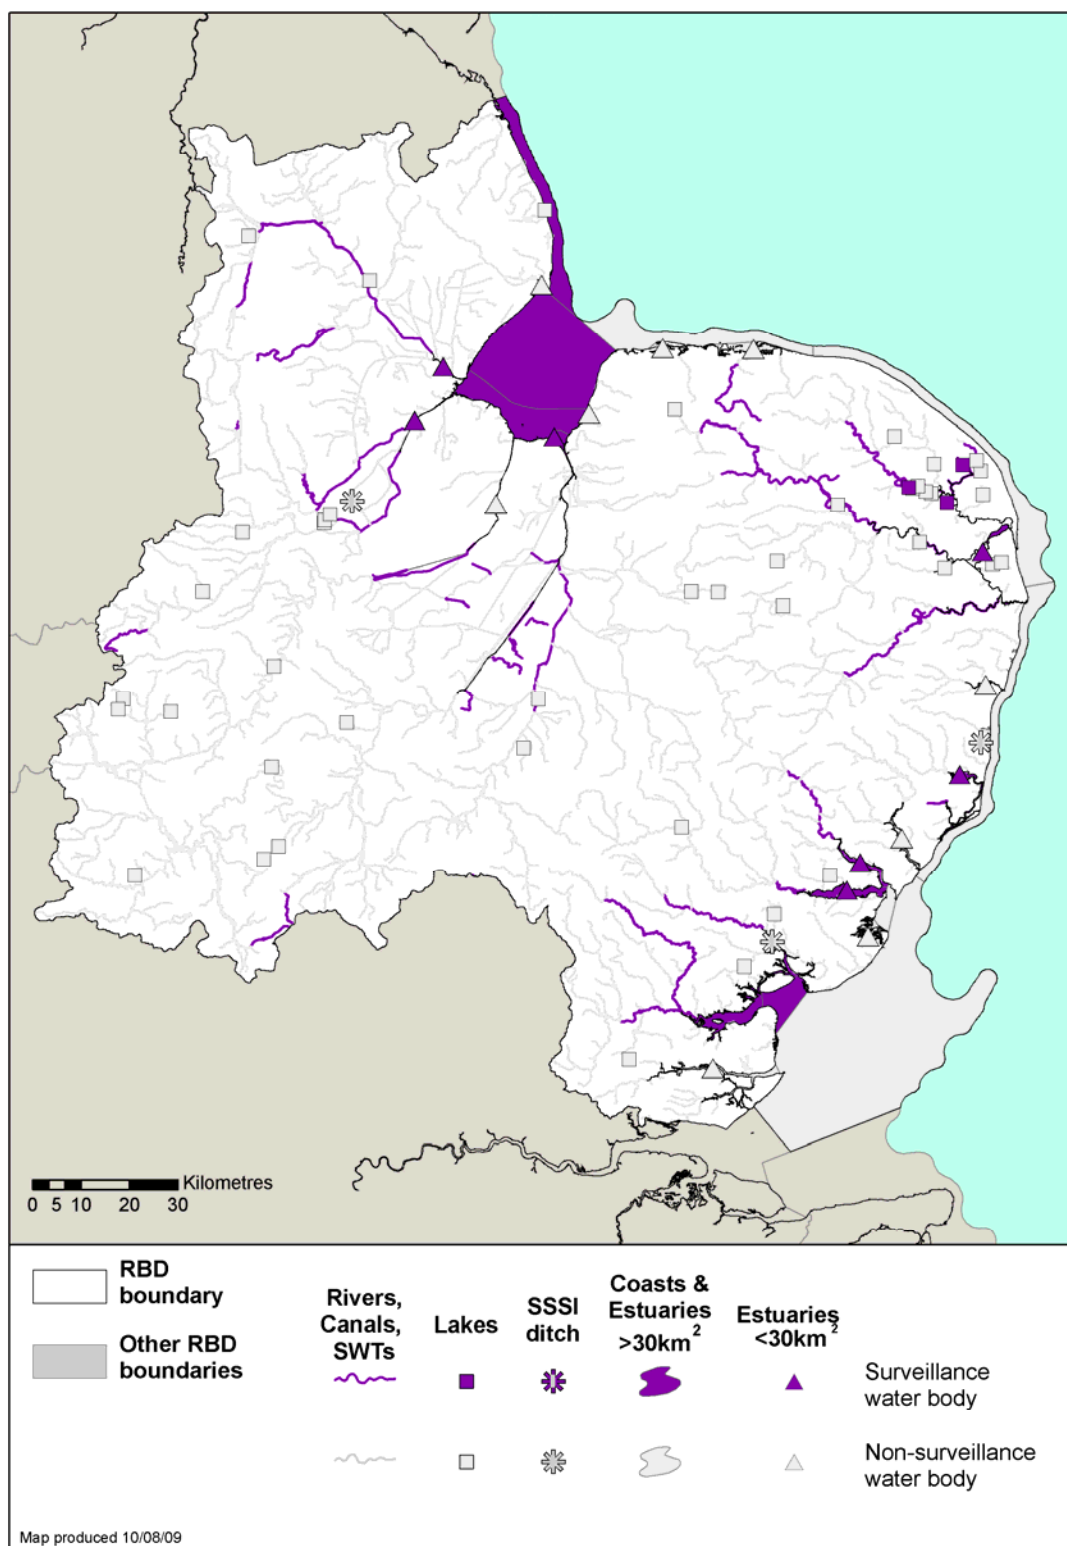 Kilometres
0 5 10 20 30
RBD
boundary
Other RBD
boundaries
Rivers,
Canals,
SWTs
Lakes
SSSI
ditch
Coasts &
Estuaries
>30km²
Estuaries
<30km²
Surveillance
water body
Non-surveillance
water body
Map produced 10/08/09